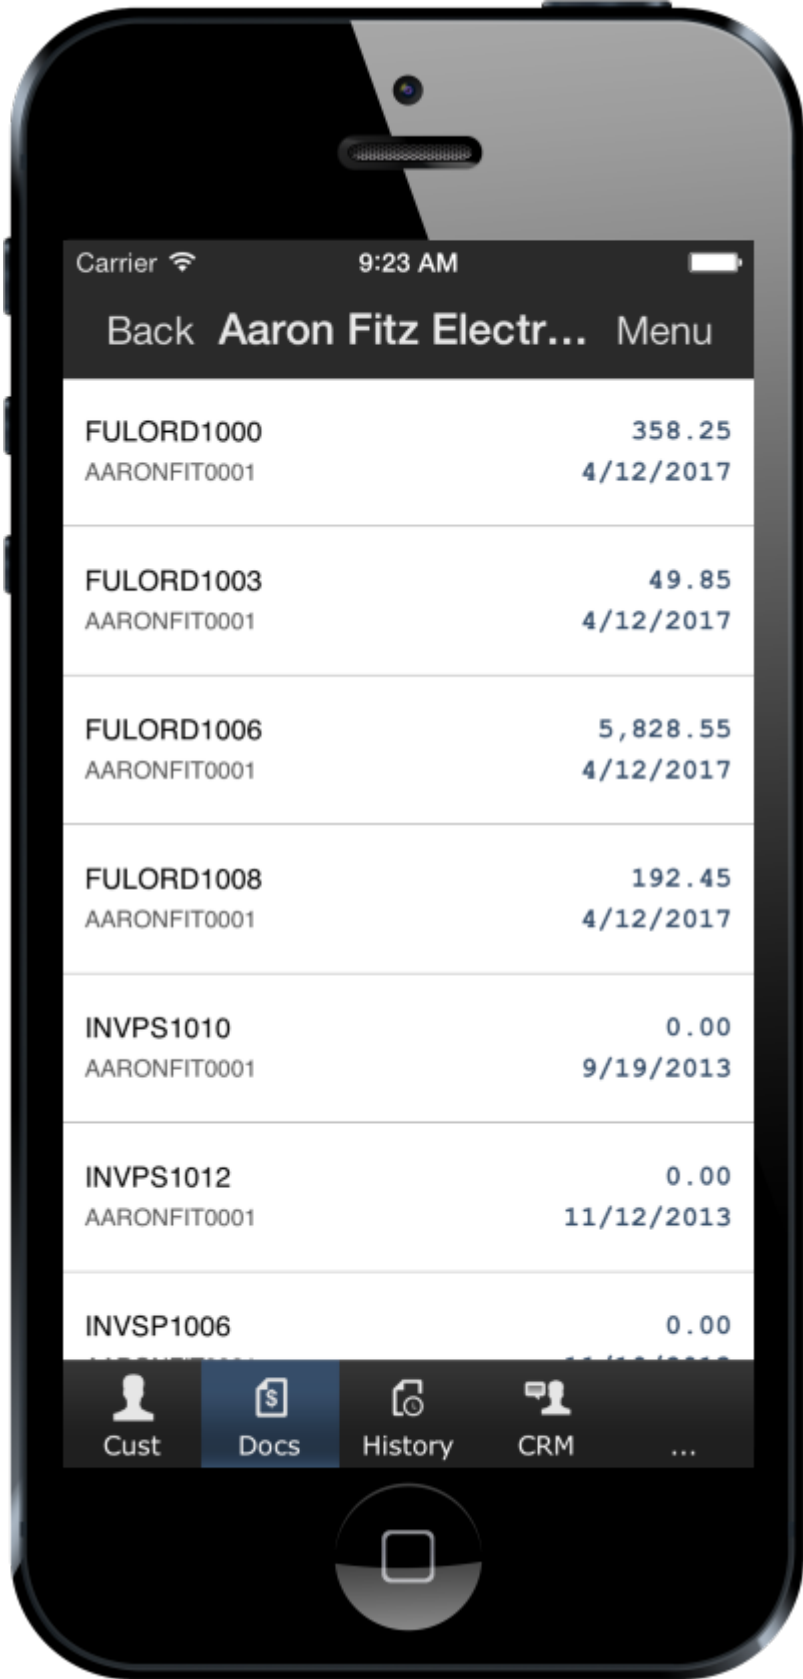 Carrier 9:23 AM
Back Aaron Fitz Electr... Menu
FULORD1000 358.25
AARONFIT0001 4/12/2017
FULORD1003 49.85
AARONFIT0001 4/12/2017
FULORD1006 5,828.55
AARONFIT0001 4/12/2017
FULORD1008 192.45
AARONFIT0001 4/12/2017
INVPS1010 0.00
AARONFIT0001 9/19/2013
INVPS1012 0.00
AARONFIT0001 11/12/2013
INVSP1006 0.00
$
Cust Docs History CRM ...